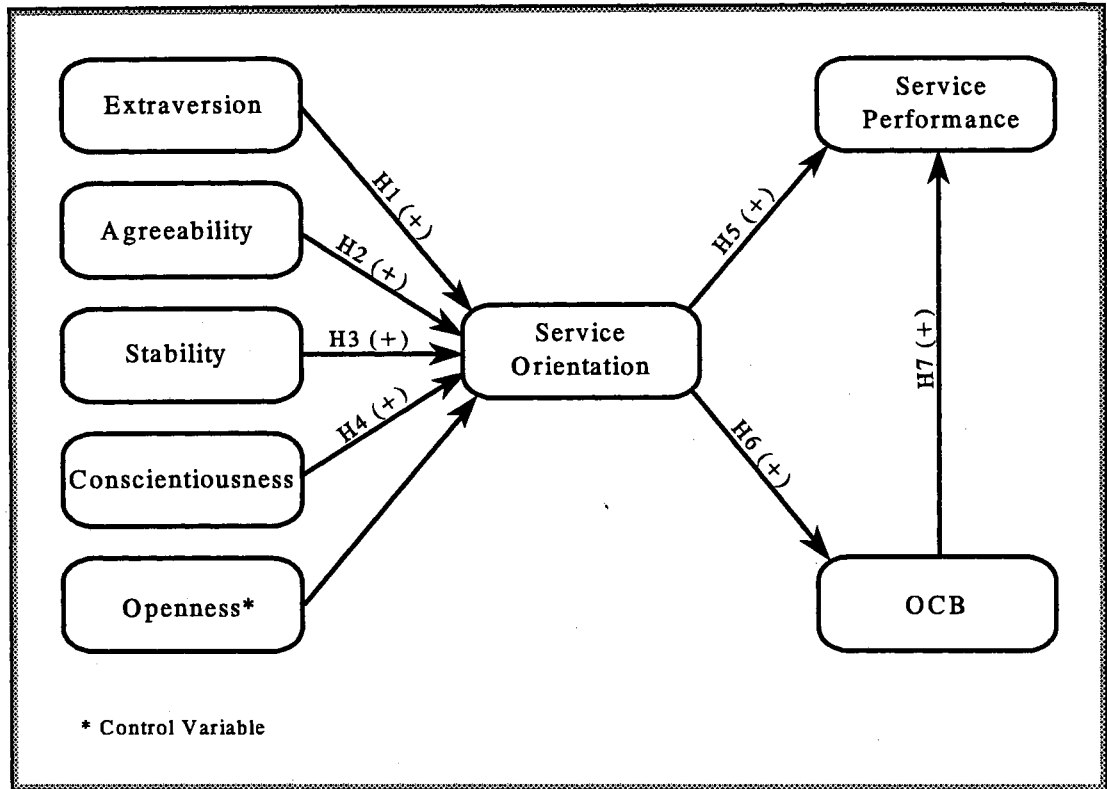 Extraversion
Agreeability
Stability
Conscientiousness
Openness*
H1 (+)
H2 (+)
H3 (+)
H4 (+)
Service
Orientation
H5 (+)
H6 (+)
Service
Performance
H7 (+)
OCB
* Control Variable